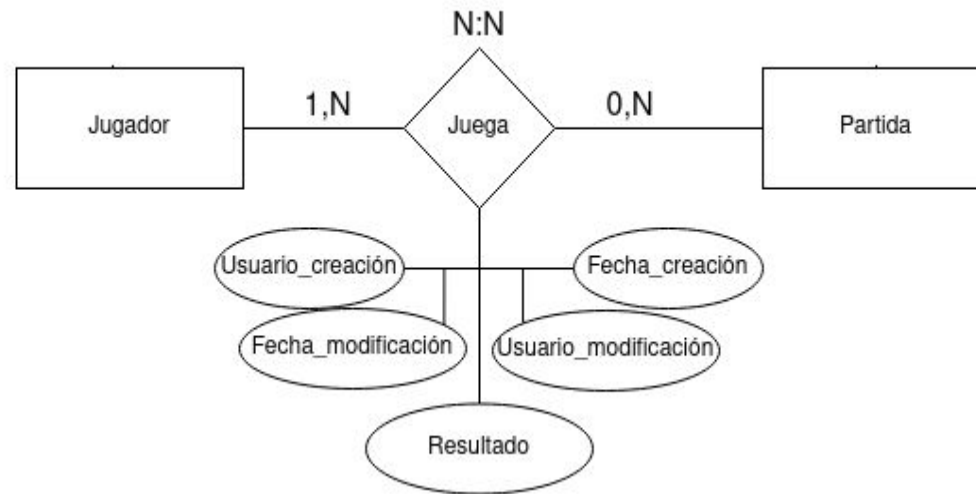 N:N
Jugador
1,N
Juega
0,N
Partida
Usuario_creación
Fecha_creación
Fecha_modificación
Usuario_modificación
Resultado